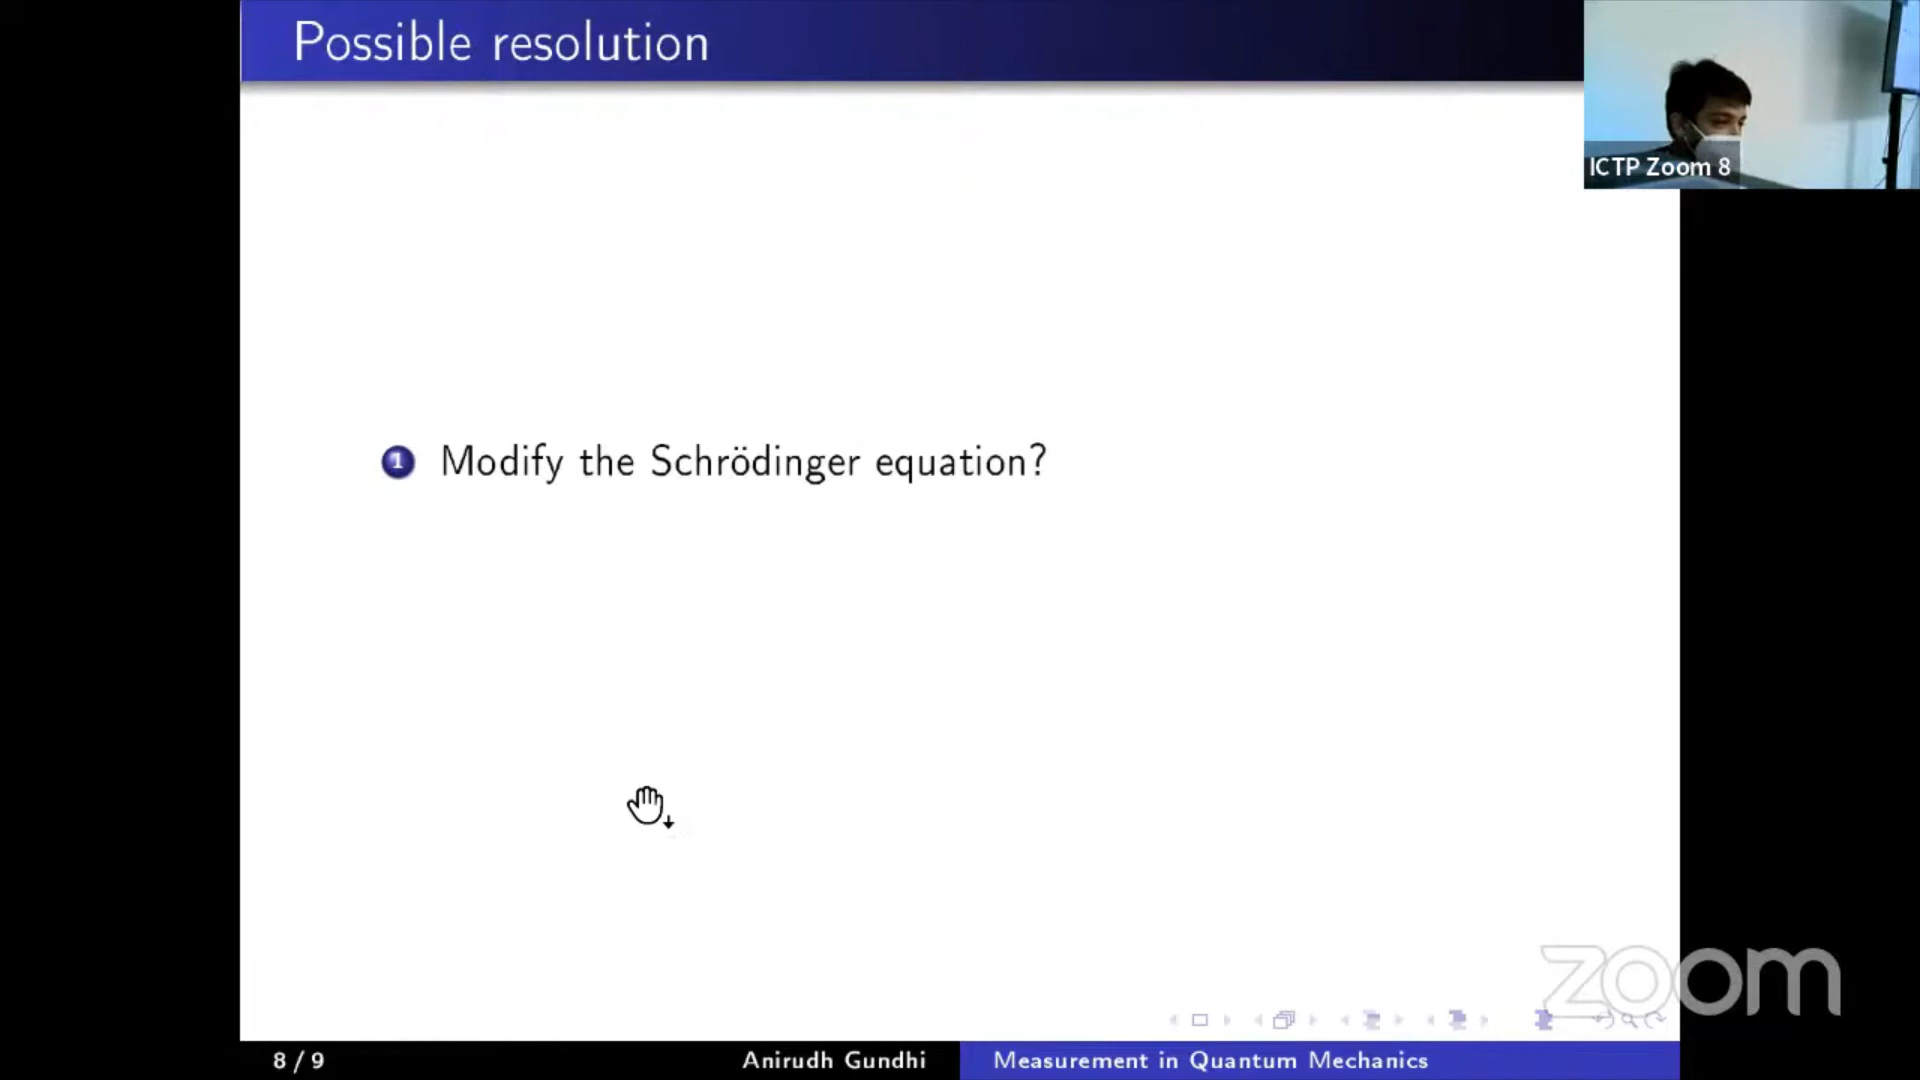 Possible resolution
ICTP Zoom 8
1 Modify the Schrödinger equation?
zoom
8 / 9
Anirudh Gundhi
Measurement in Quantum Mechanics